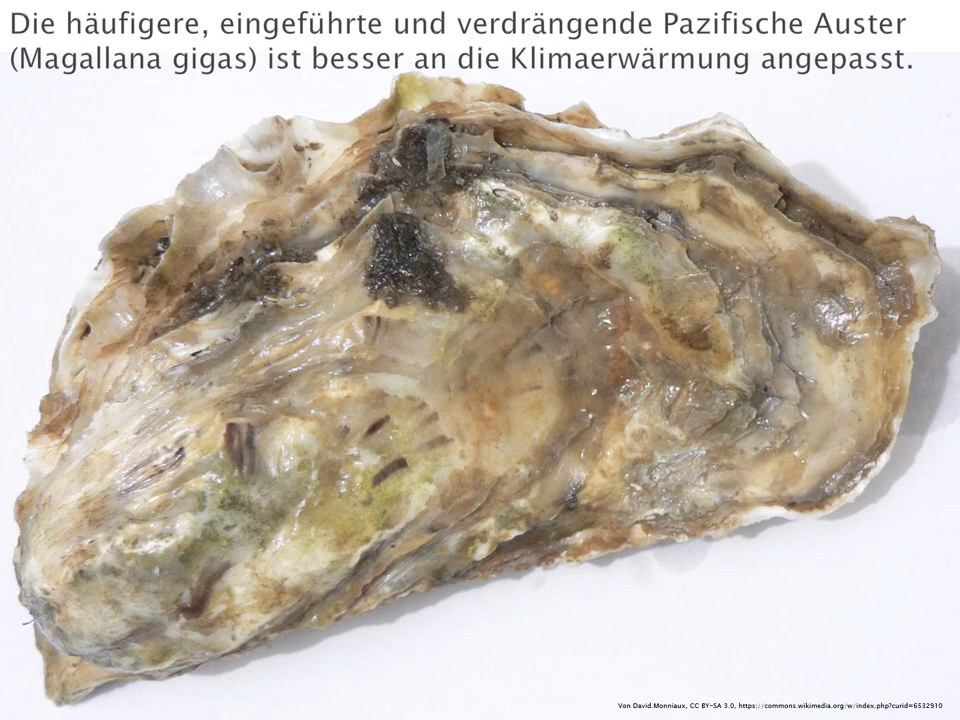 Die häufigere, eingeführte und verdrängende Pazifische Auster
(Magallana gigas) ist besser an die Klimaerwärmung angepasst.
Von David.Monniaux, CC BY-SA 3.0, https://commons.wikimedia.org/w/index.php?curid=6532910